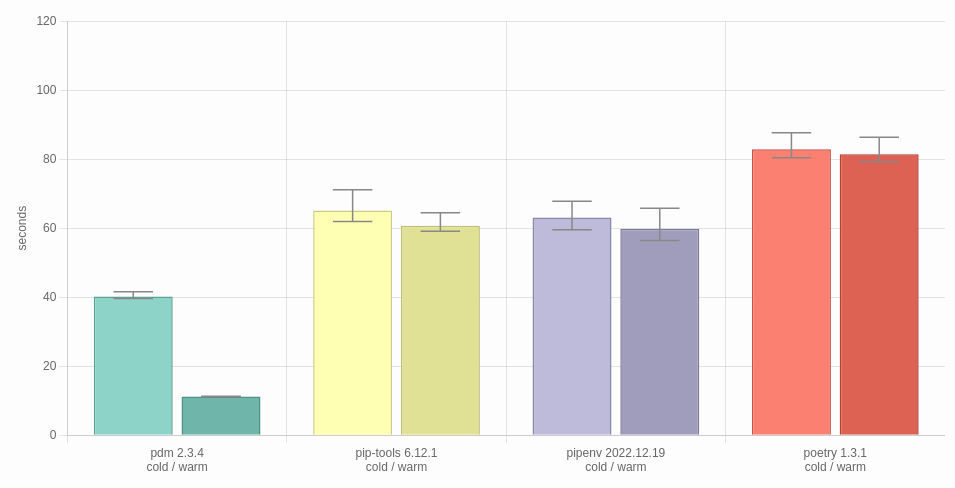 120
100
80
60
40
20
0
seconds
pdm 2.3.4
cold / warm
pip-tools 6.12.1
cold / warm
pipenv 2022.12.19
cold / warm
poetry 1.3.1
cold / warm